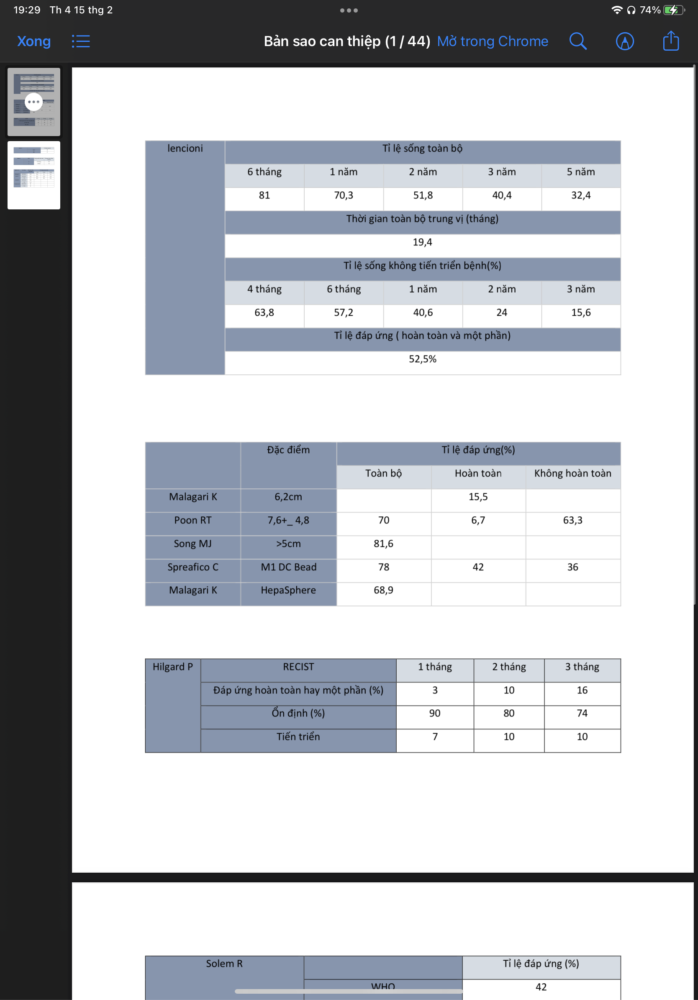 19:29 Th 4 15 thg 2
74%
Xong
Bản sao can thiệp (1 / 44) Mở trong Chrome
lencioni
Tỉ lệ sống toàn bộ
6 tháng 1 năm 2 năm 3 năm 5 năm
81 70,3 51,8 40,4 32,4
Thời gian toàn bộ trung vị (tháng)
19,4
Tỉ lệ sống không tiến triển bệnh(%)
4 tháng 6 tháng 1 năm 2 năm 3 năm
63,8 57,2 40,6 24 15,6
Tỉ lệ đáp ứng ( hoàn toàn và một phần)
52,5%
Đặc điểm Tỉ lệ đáp ứng(%)
Toàn bộ Hoàn toàn Không hoàn toàn
Malagari K 6,2cm 15,5
Poon RT 7,6+_ 4,8 70 6,7 63,3
Song MJ >5cm 81,6
Spreafico C M1 DC Bead 78 42 36
Malagari K HepaSphere 68,9
Hilgard P RECIST 1 tháng 2 tháng 3 tháng
Đáp ứng hoàn toàn hay một phần (%) 3 10 16
Ổn định (%) 90 80 74
Tiến triển 7 10 10
Solem R Tỉ lệ đáp ứng (%)
WHO 42